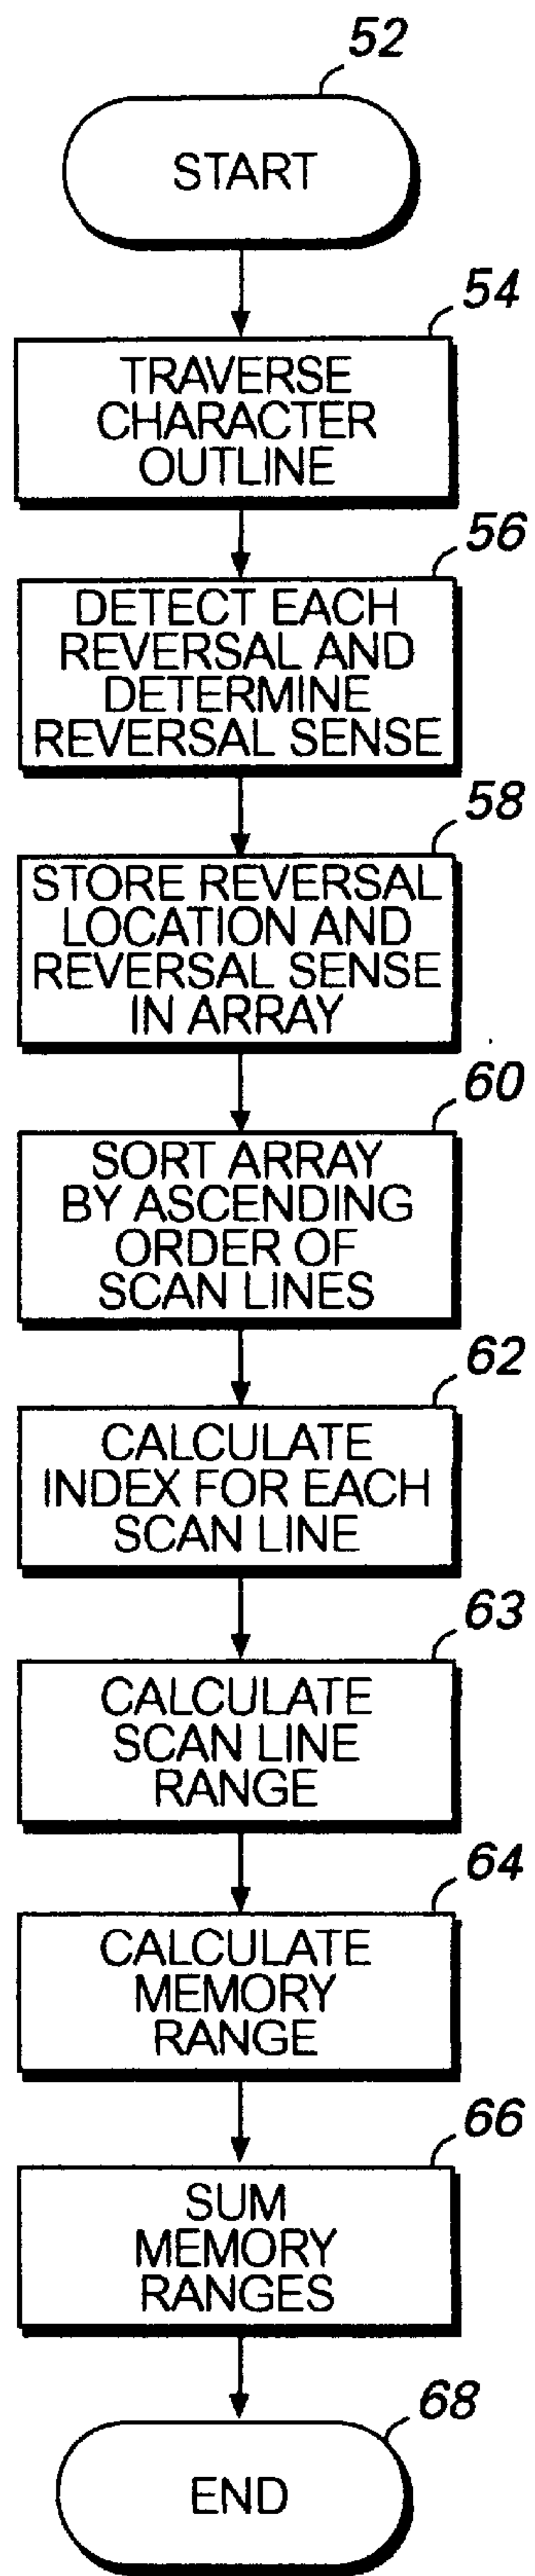 52
START
54
TRAVERSE
CHARACTER
OUTLINE
56
DETECT EACH
REVERSAL AND
DETERMINE
REVERSAL SENSE
58
STORE REVERSAL
LOCATION AND
REVERSAL SENSE
IN ARRAY
60
SORT ARRAY
BY ASCENDING
ORDER OF
SCAN LINES
62
CALCULATE
INDEX FOR EACH
SCAN LINE
63
CALCULATE
SCAN LINE
RANGE
64
CALCULATE
MEMORY
RANGE
66
SUM
MEMORY
RANGES
68
END